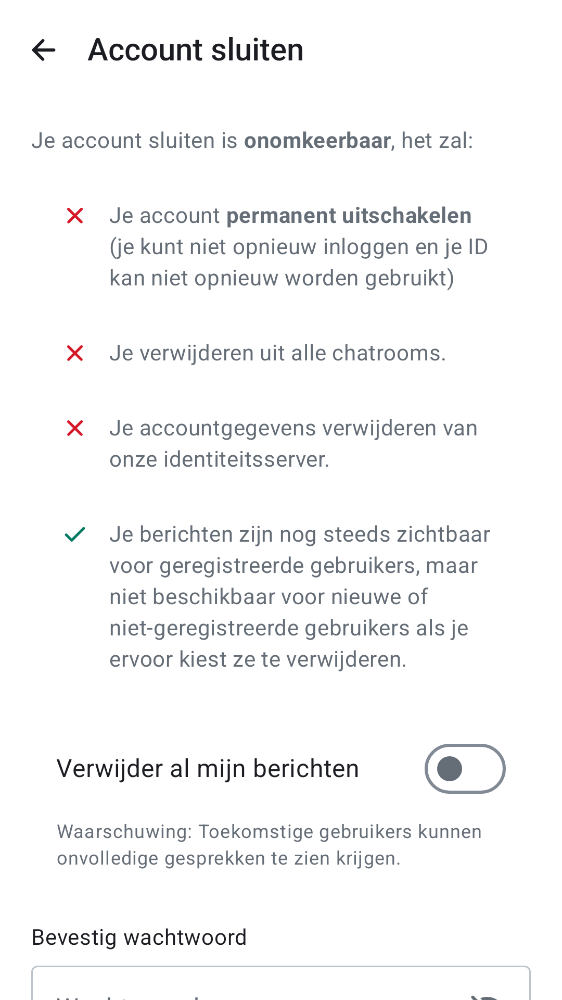 Account sluiten
Je account sluiten is onomkeerbaar, het zal:
Je account permanent uitschakelen
(je kunt niet opnieuw inloggen en je ID
kan niet opnieuw worden gebruikt)
Je verwijderen uit alle chatrooms.
Je accountgegevens verwijderen van
onze identiteitsserver.
Je berichten zijn nog steeds zichtbaar
voor geregistreerde gebruikers, maar
niet beschikbaar voor nieuwe of
niet-geregistreerde gebruikers als je
ervoor kiest ze te verwijderen.
Verwijder al mijn berichten
Waarschuwing: Toekomstige gebruikers kunnen
onvolledige gesprekken te zien krijgen.
Bevestig wachtwoord